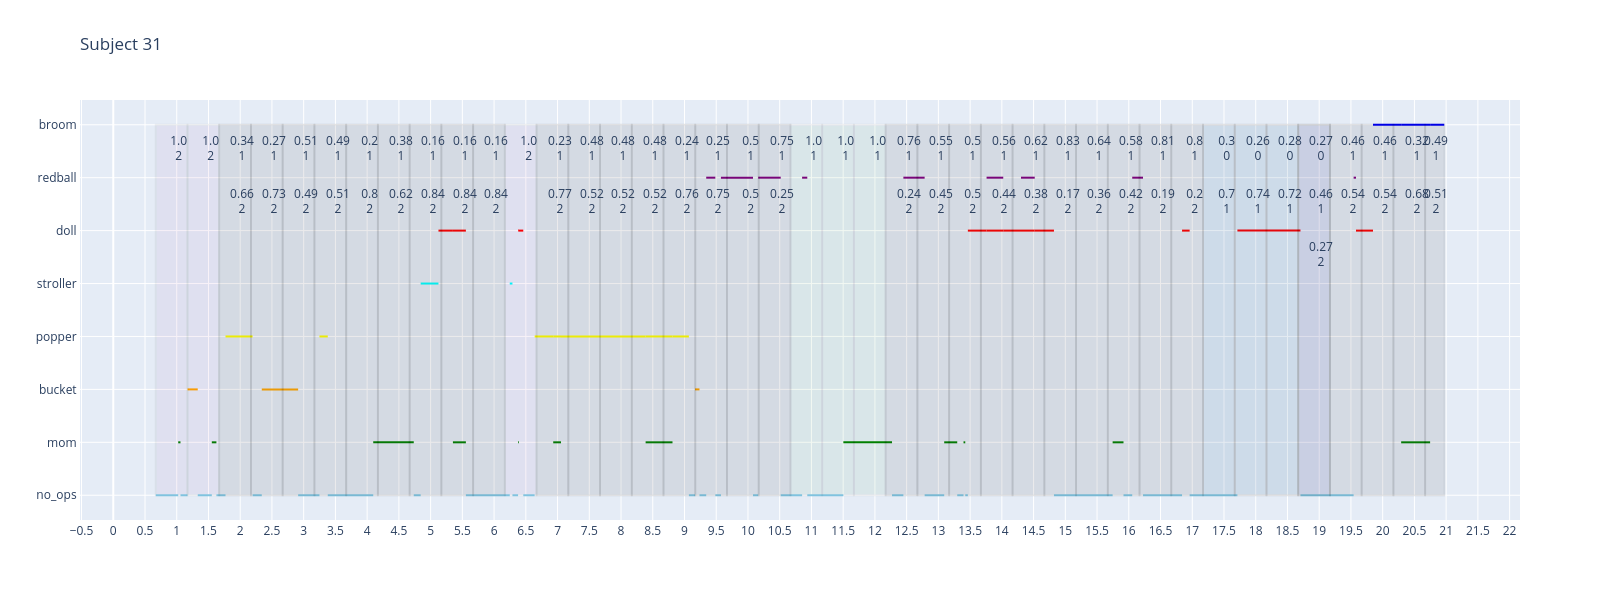 Subject 31
broom
1.0 1.0 0.34 0.27 0.51 0.49 0.2 0.38 0.16 0.16 0.16 1.0 0.23 0.48 0.48 0.48 0.24 0.25 0.5 0.75 1.0 1.0 1.0 0.76 0.55 0.5 0.56 0.62 0.83 0.64 0.58 0.81 0.8 0.3 0.26 0.28 0.27 0.46 0.46 0.32 0.49
2 2 1 1 1 1 1 1 1 1 1 2 1 1 1 1 1 1 1 1 1 1 1 1 1 1 1 1 1 1 1 1 1 0 0 0 0 1 1 1 1
redball
0.66 0.73 0.49 0.51 0.8 0.62 0.84 0.84 0.84 0.77 0.52 0.52 0.52 0.76 0.75 0.5 0.25 0.24 0.45 0.5 0.44 0.38 0.17 0.36 0.42 0.19 0.2 0.7 0.74 0.72 0.46 0.54 0.54 0.68 0.51
2 2 2 2 2 2 2 2 2 2 2 2 2 2 2 2 2 2 2 2 2 2 2 2 2 2 2 1 1 1 1 2 2 2 2
doll
0.27
2
stroller
popper
bucket
mom
no_ops
−0.5 0 0.5 1 1.5 2 2.5 3 3.5 4 4.5 5 5.5 6 6.5 7 7.5 8 8.5 9 9.5 10 10.5 11 11.5 12 12.5 13 13.5 14 14.5 15 15.5 16 16.5 17 17.5 18 18.5 19 19.5 20 20.5 21 21.5 22